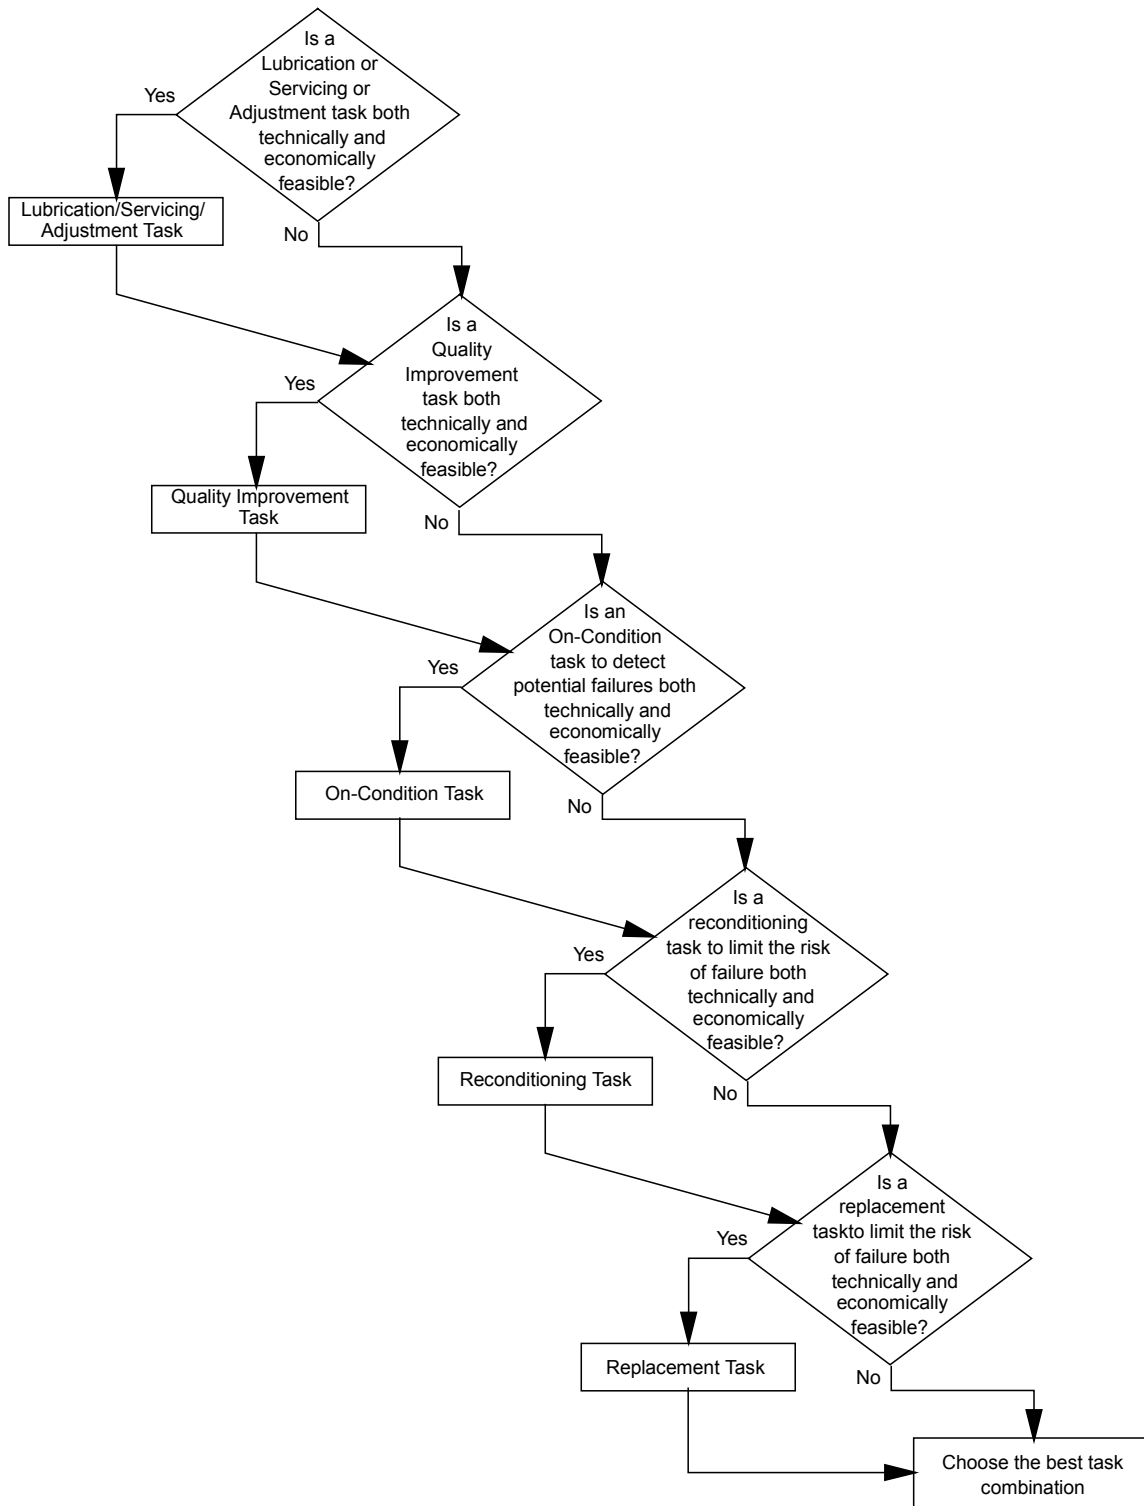 Is a
Lubrication or
Servicing or
Adjustment task both
technically and
economically
feasible?
Yes
Lubrication/Servicing/
Adjustment Task
No
Is a
Quality
Improvement
task both
technically and
economically
feasible?
Yes
Quality Improvement
Task
No
Is an
On-Condition
task to detect
potential failures both
technically and
economically
feasible?
Yes
On-Condition Task
No
Is a
reconditioning
task to limit the risk
of failure both
technically and
economically
feasible?
Yes
Reconditioning Task
No
Is a
replacement
taskto limit the risk
of failure both
technically and
economically
feasible?
Yes
Replacement Task
No
Choose the best task
combination